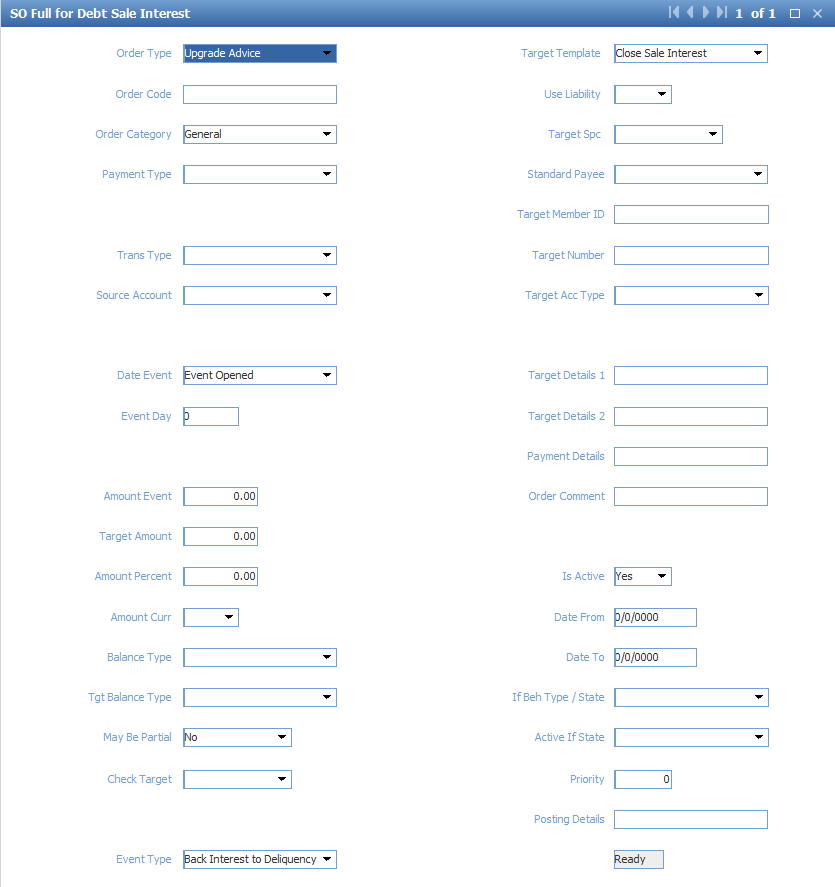 SO Full for Debt Sale Interest 1 of 1
Order Type Upgrade Advice Target Template Close Sale Interest
Order Code Use Liability
Order Category General Target Spc
Payment Type Standard Payee
Target Member ID
Trans Type Target Number
Source Account Target Acc Type
Date Event Event Opened Target Details 1
Event Day 0 Target Details 2
Payment Details
Amount Event 0.00 Order Comment
Target Amount 0.00
Amount Percent 0.00 Is Active Yes
Amount Curr Date From 0/0/0000
Balance Type Date To 0/0/0000
Tgt Balance Type If Beh Type / State
May Be Partial No Active If State
Check Target Priority 0
Posting Details
Event Type Back Interest to Deliquency Ready